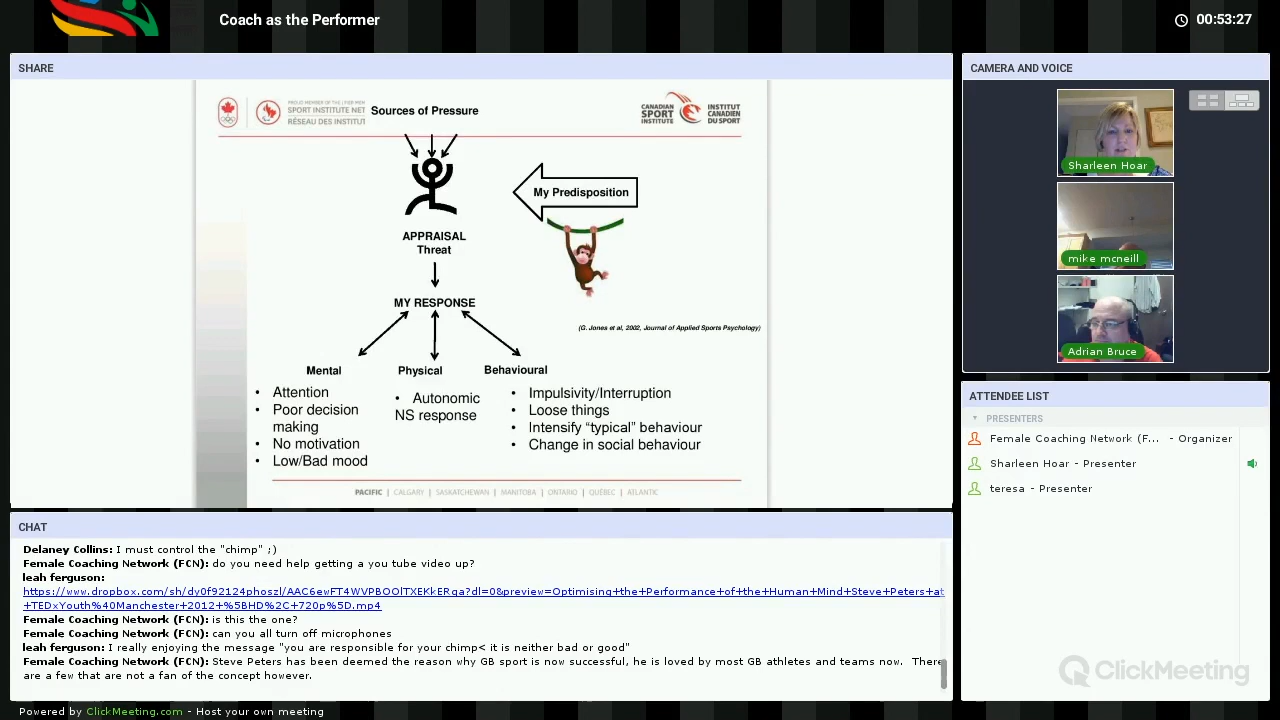 Coach as the Performer
00:53:27
SHARE
PROUD MEMBER OF THE
SPORT INSTITUTE NET
RÉSEAU DES INSTITUT
Sources of Pressure
CANADIAN
SPORT
INSTITUTE
INSTITUT
CANADIEN
DU SPORT
My Predisposition
APPRAISAL
Threat
MY RESPONSE
(G. Jones et al, 2002, Journal of Applied Sports Psychology)
Mental
• Attention
• Poor decision
making
• No motivation
• Low/Bad mood
Physical
• Autonomic
NS response
Behavioural
• Impulsivity/Interruption
• Loose things
• Intensify “typical” behaviour
• Change in social behaviour
PACIFIC | CALGARY | SASKATCHEWAN | MANITOBA | ONTARIO | QUÉBEC | ATLANTIC
CAMERA AND VOICE
Sharleen Hoar
mike mcneill
Adrian Bruce
ATTENDEE LIST
PRESENTERS
Female Coaching Network (F... - Organizer
Sharleen Hoar - Presenter
teresa - Presenter
CHAT
Delaney Collins: I must control the "chimp" ;)
Female Coaching Network (FCN): do you need help getting a you tube video up?
leah ferguson:
https://www.dropbox.com/sh/dy0f92124phoszl/AAC6ewFT4WVPBOOlTXEKkERqa?dl=0&preview=Optimising+the+Performance+of+the+Human+Mind+Steve+Peters+at
+TEDxYouth%40Manchester+2012+%5BHD%2C+720p%5D.mp4
Female Coaching Network (FCN): is this the one?
Female Coaching Network (FCN): can you all turn off microphones
leah ferguson: I really enjoying the message "you are responsible for your chimp< it is neither bad or good"
Female Coaching Network (FCN): Steve Peters has been deemed the reason why GB sport is now successful, he is loved by most GB athletes and teams now. There
are a few that are not a fan of the concept however.
ClickMeeting
Powered by ClickMeeting.com - Host your own meeting